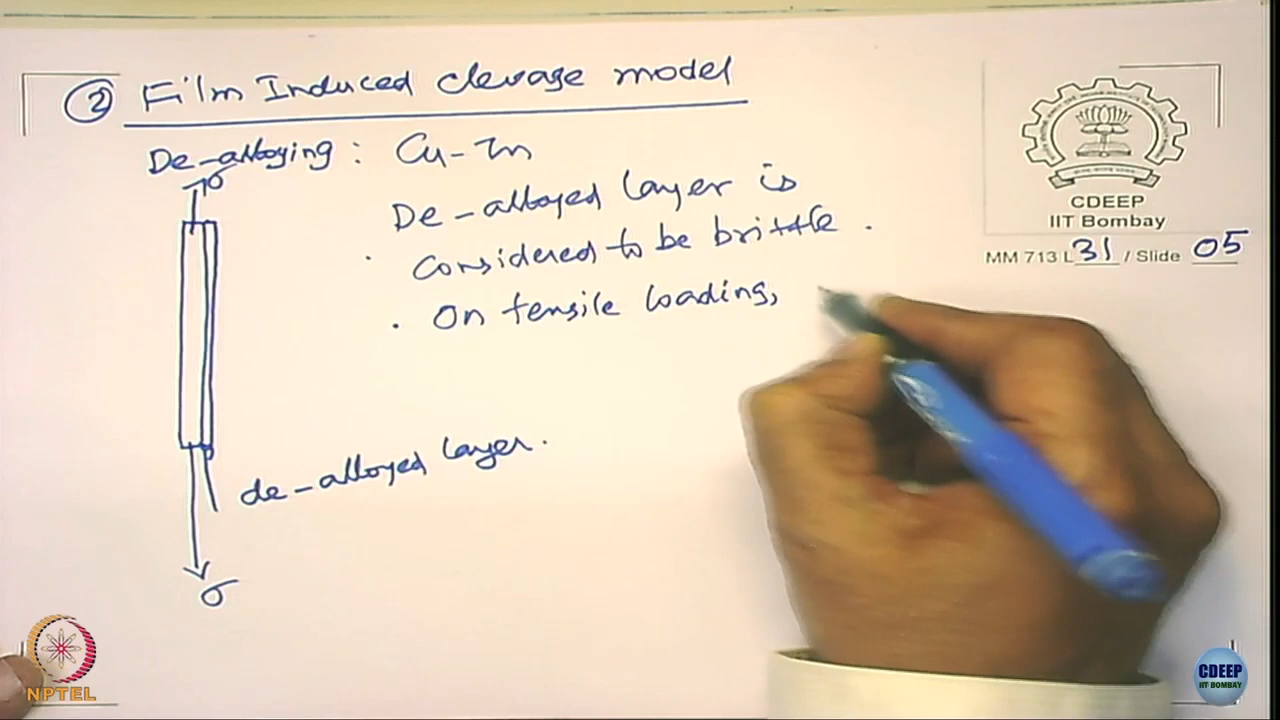 ② Film Induced clevage model
De-alloying : Cu-Zn
σ
De-alloyed layer is
· considered to be brittle.
· On tensile loading,
de-alloyed layer.
σ
CDEEP
IIT Bombay
MM 713 L 31 / Slide 05
NPTEL
CDEEP
IIT BOMBAY